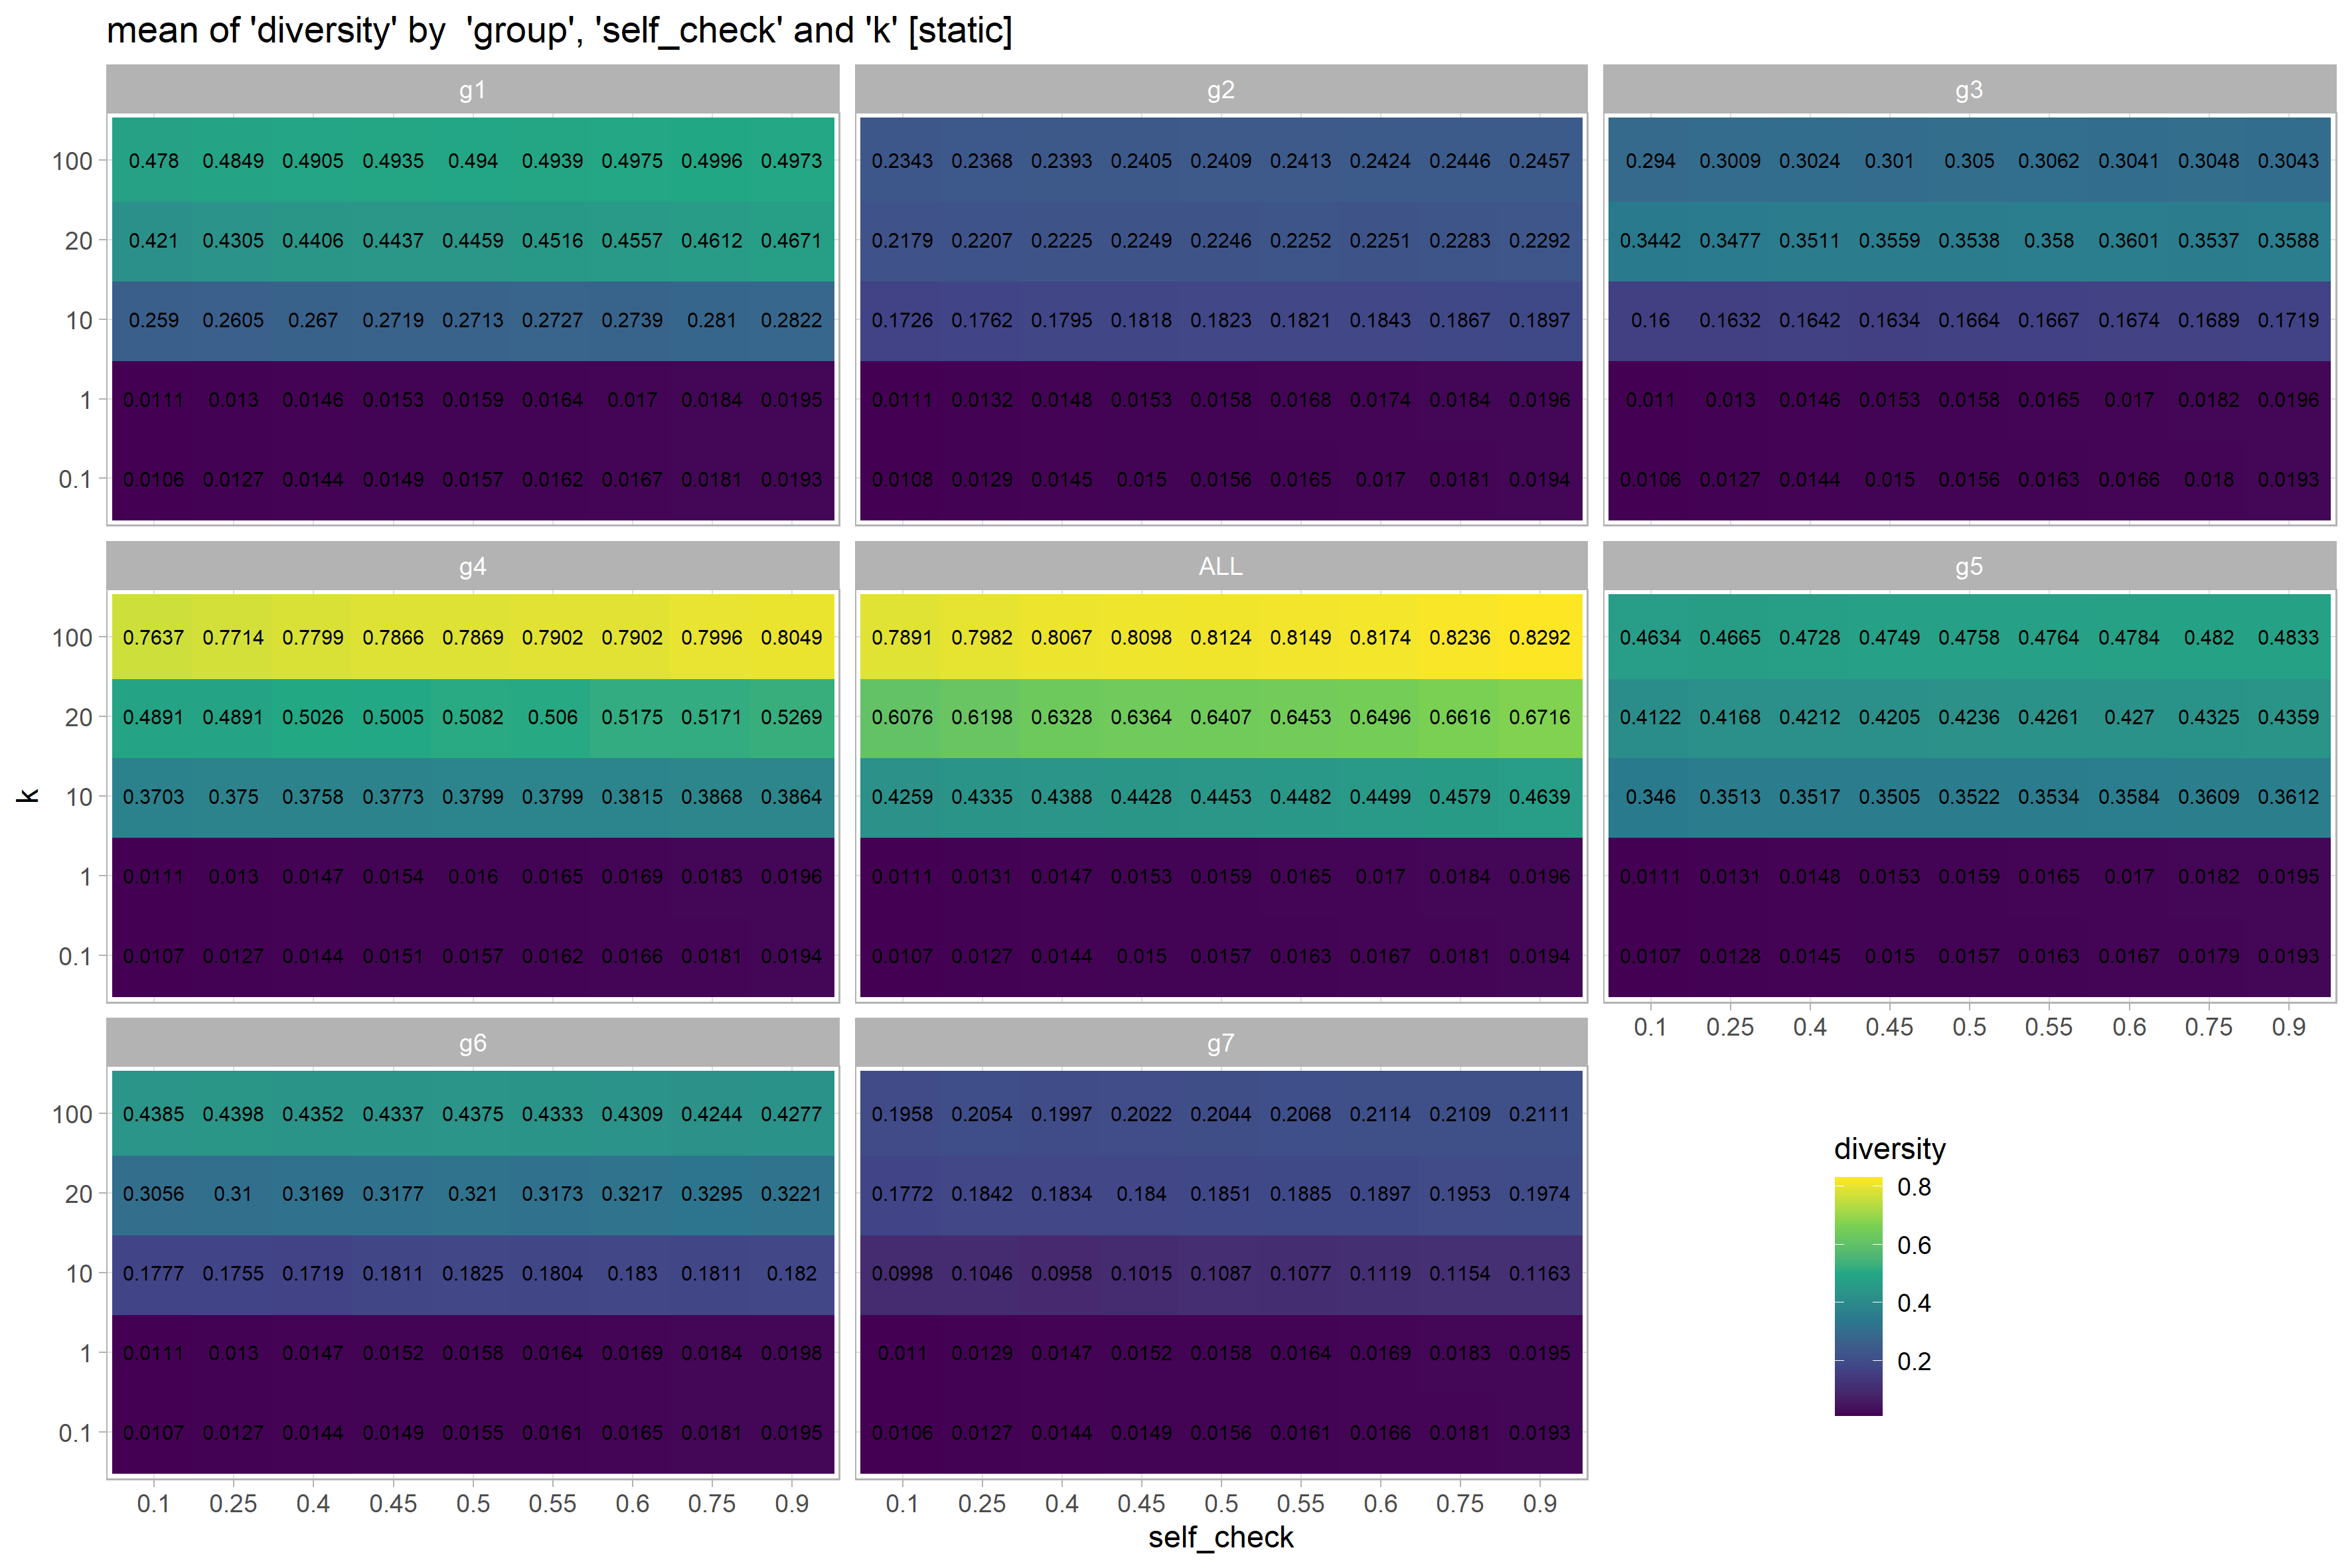 mean of 'diversity' by  'group', 'self_check' and 'k' [static]
g1 g2 g3
100 0.478 0.4849 0.4905 0.4935 0.494 0.4939 0.4975 0.4996 0.4973 0.2343 0.2368 0.2393 0.2405 0.2409 0.2413 0.2424 0.2446 0.2457 0.294 0.3009 0.3024 0.301 0.305 0.3062 0.3041 0.3048 0.3043
20 0.421 0.4305 0.4406 0.4437 0.4459 0.4516 0.4557 0.4612 0.4671 0.2179 0.2207 0.2225 0.2249 0.2246 0.2252 0.2251 0.2283 0.2292 0.3442 0.3477 0.3511 0.3559 0.3538 0.358 0.3601 0.3537 0.3588
10 0.259 0.2605 0.267 0.2719 0.2713 0.2727 0.2739 0.281 0.2822 0.1726 0.1762 0.1795 0.1818 0.1823 0.1821 0.1843 0.1867 0.1897 0.16 0.1632 0.1642 0.1634 0.1664 0.1667 0.1674 0.1689 0.1719
1 0.0111 0.013 0.0146 0.0153 0.0159 0.0164 0.017 0.0184 0.0195 0.0111 0.0132 0.0148 0.0153 0.0158 0.0168 0.0174 0.0184 0.0196 0.011 0.013 0.0146 0.0153 0.0158 0.0165 0.017 0.0182 0.0196
0.1 0.0106 0.0127 0.0144 0.0149 0.0157 0.0162 0.0167 0.0181 0.0193 0.0108 0.0129 0.0145 0.015 0.0156 0.0165 0.017 0.0181 0.0194 0.0106 0.0127 0.0144 0.015 0.0156 0.0163 0.0166 0.018 0.0193
g4 ALL g5
100 0.7637 0.7714 0.7799 0.7866 0.7869 0.7902 0.7902 0.7996 0.8049 0.7891 0.7982 0.8067 0.8098 0.8124 0.8149 0.8174 0.8236 0.8292 0.4634 0.4665 0.4728 0.4749 0.4758 0.4764 0.4784 0.482 0.4833
20 0.4891 0.4891 0.5026 0.5005 0.5082 0.506 0.5175 0.5171 0.5269 0.6076 0.6198 0.6328 0.6364 0.6407 0.6453 0.6496 0.6616 0.6716 0.4122 0.4168 0.4212 0.4205 0.4236 0.4261 0.427 0.4325 0.4359
10 0.3703 0.375 0.3758 0.3773 0.3799 0.3799 0.3815 0.3868 0.3864 0.4259 0.4335 0.4388 0.4428 0.4453 0.4482 0.4499 0.4579 0.4639 0.346 0.3513 0.3517 0.3505 0.3522 0.3534 0.3584 0.3609 0.3612
k
1 0.0111 0.013 0.0147 0.0154 0.016 0.0165 0.0169 0.0183 0.0196 0.0111 0.0131 0.0147 0.0153 0.0159 0.0165 0.017 0.0184 0.0196 0.0111 0.0131 0.0148 0.0153 0.0159 0.0165 0.017 0.0182 0.0195
0.1 0.0107 0.0127 0.0144 0.0151 0.0157 0.0162 0.0166 0.0181 0.0194 0.0107 0.0127 0.0144 0.015 0.0157 0.0163 0.0167 0.0181 0.0194 0.0107 0.0128 0.0145 0.015 0.0157 0.0163 0.0167 0.0179 0.0193
0.1 0.25 0.4 0.45 0.5 0.55 0.6 0.75 0.9
g6 g7
100 0.4385 0.4398 0.4352 0.4337 0.4375 0.4333 0.4309 0.4244 0.4277 0.1958 0.2054 0.1997 0.2022 0.2044 0.2068 0.2114 0.2109 0.2111
20 0.3056 0.31 0.3169 0.3177 0.321 0.3173 0.3217 0.3295 0.3221 0.1772 0.1842 0.1834 0.184 0.1851 0.1885 0.1897 0.1953 0.1974
10 0.1777 0.1755 0.1719 0.1811 0.1825 0.1804 0.183 0.1811 0.182 0.0998 0.1046 0.0958 0.1015 0.1087 0.1077 0.1119 0.1154 0.1163
1 0.0111 0.013 0.0147 0.0152 0.0158 0.0164 0.0169 0.0184 0.0198 0.011 0.0129 0.0147 0.0152 0.0158 0.0164 0.0169 0.0183 0.0195
0.1 0.0107 0.0127 0.0144 0.0149 0.0155 0.0161 0.0165 0.0181 0.0195 0.0106 0.0127 0.0144 0.0149 0.0156 0.0161 0.0166 0.0181 0.0193
0.1 0.25 0.4 0.45 0.5 0.55 0.6 0.75 0.9 0.1 0.25 0.4 0.45 0.5 0.55 0.6 0.75 0.9
self_check
diversity
0.8
0.6
0.4
0.2